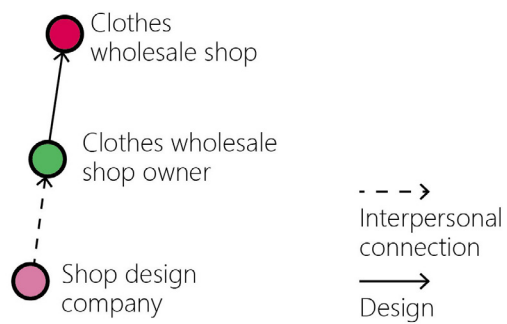 Clothes
wholesale shop
Clothes wholesale
shop owner
Shop design
company
Interpersonal
connection
Design